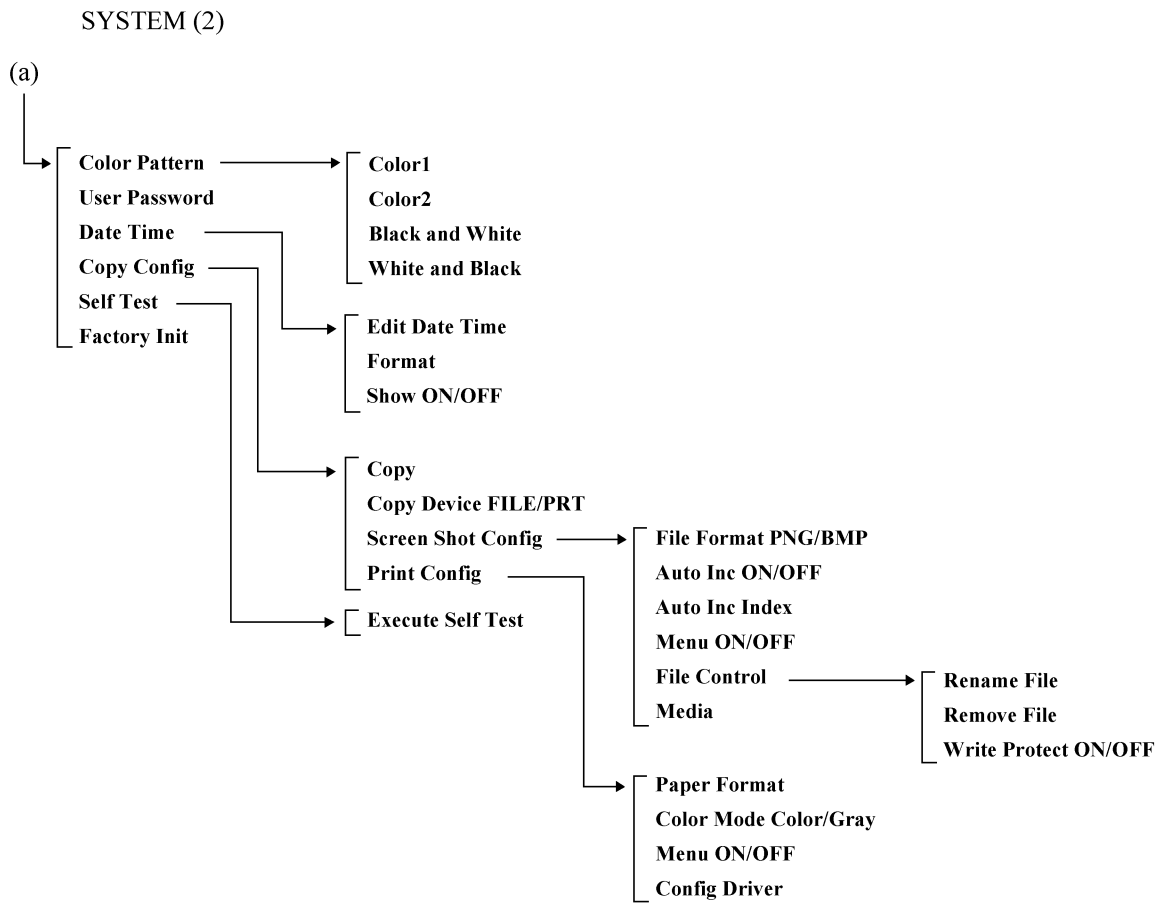 SYSTEM (2)
(a)
Color Pattern
User Password
Date Time
Copy Config
Self Test
Factory Init
Color1
Color2
Black and White
White and Black
Edit Date Time
Format
Show ON/OFF
Copy
Copy Device FILE/PRT
Screen Shot Config
Print Config
Execute Self Test
File Format PNG/BMP
Auto Inc ON/OFF
Auto Inc Index
Menu ON/OFF
File Control
Media
Rename File
Remove File
Write Protect ON/OFF
Paper Format
Color Mode Color/Gray
Menu ON/OFF
Config Driver